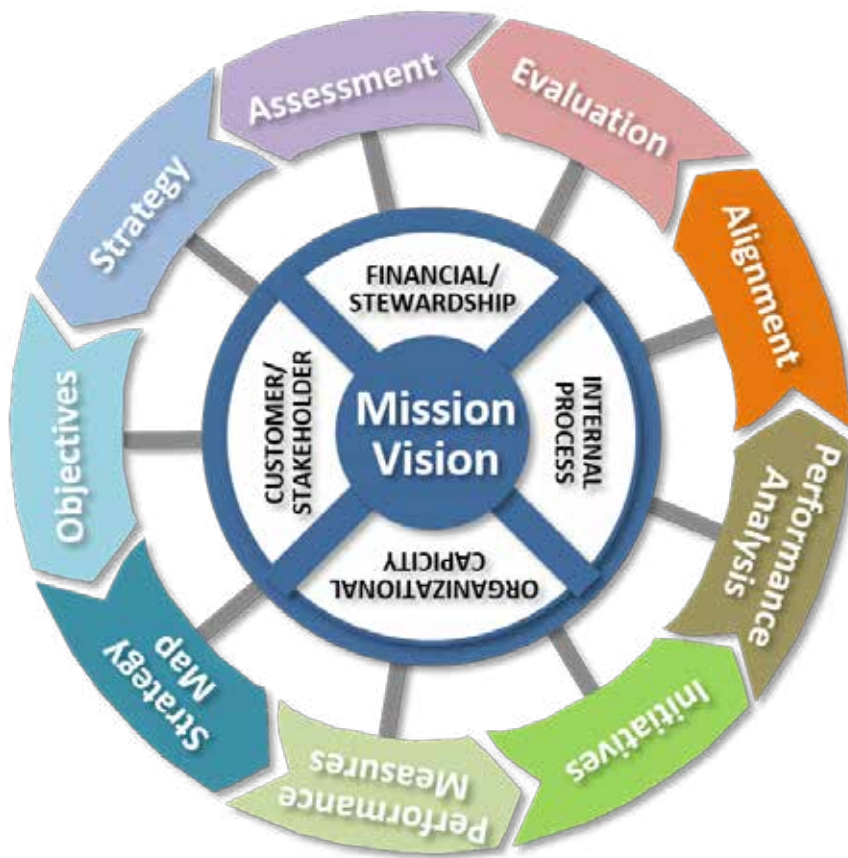 Assessment
Evaluation
Alignment
Performance
Analysis
Initiatives
Performance
Measures
Strategy
Map
Objectives
Strategy
FINANCIAL/
STEWARDSHIP
INTERNAL
PROCESS
ORGANIZATIONAL
CAPICITY
CUSTOMER/
STAKEHOLDER
Mission
Vision